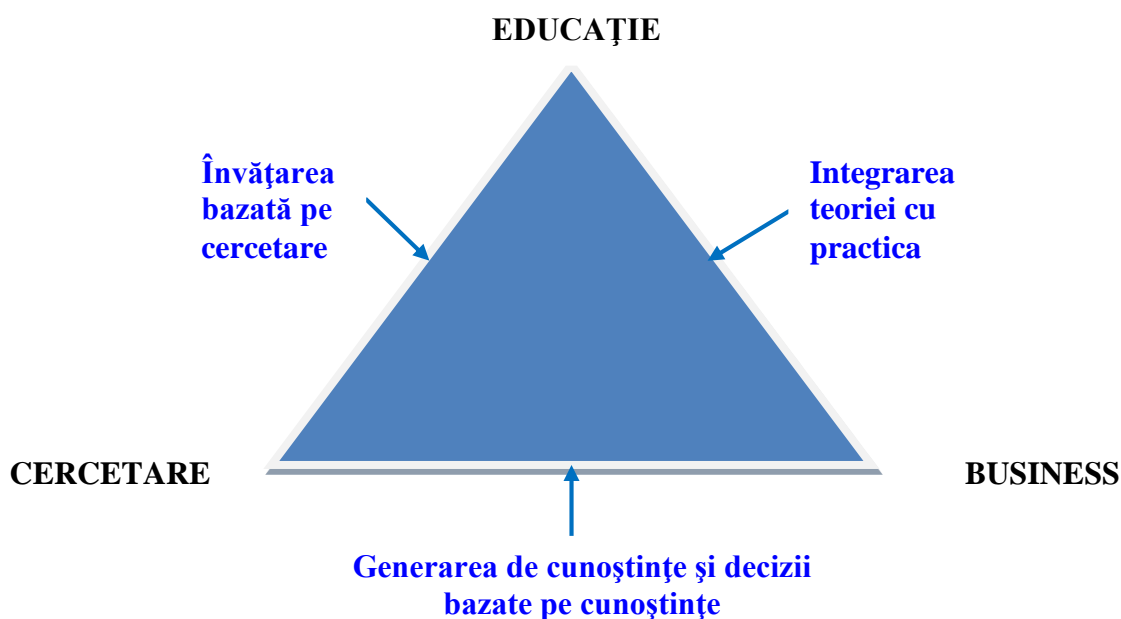 EDUCAŢIE
Învăţarea
bazată pe
cercetare
Integrarea
teoriei cu
practica
CERCETARE
BUSINESS
Generarea de cunoştinţe şi decizii
bazate pe cunoştinţe